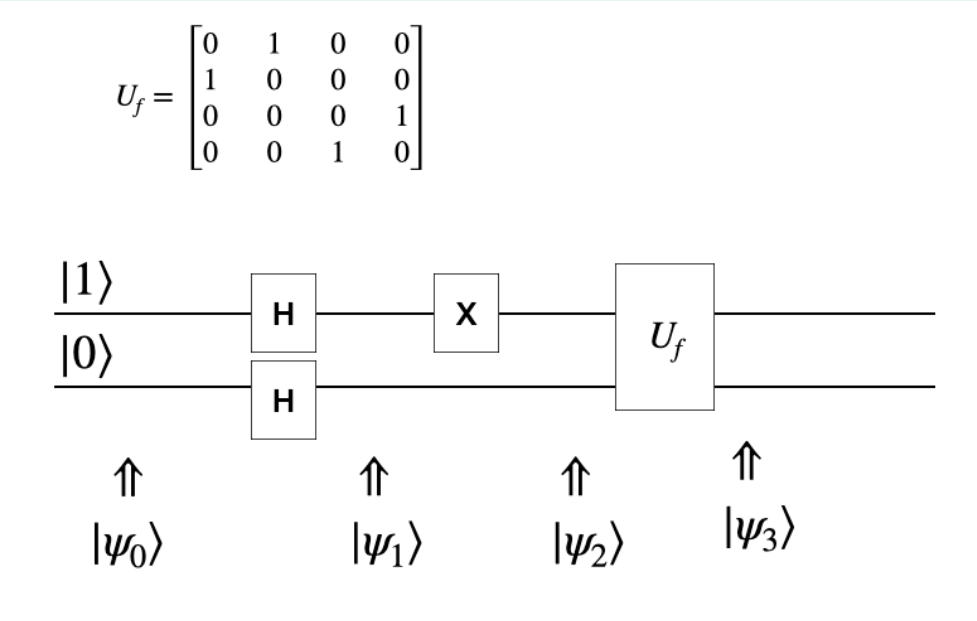 U_f = [0 1 0 0
1 0 0 0
0 0 0 1
0 0 1 0]
|1⟩
H X
|0⟩
U_f
H
⇑ ⇑ ⇑ ⇑
|ψ₀⟩ |ψ₁⟩ |ψ₂⟩ |ψ₃⟩